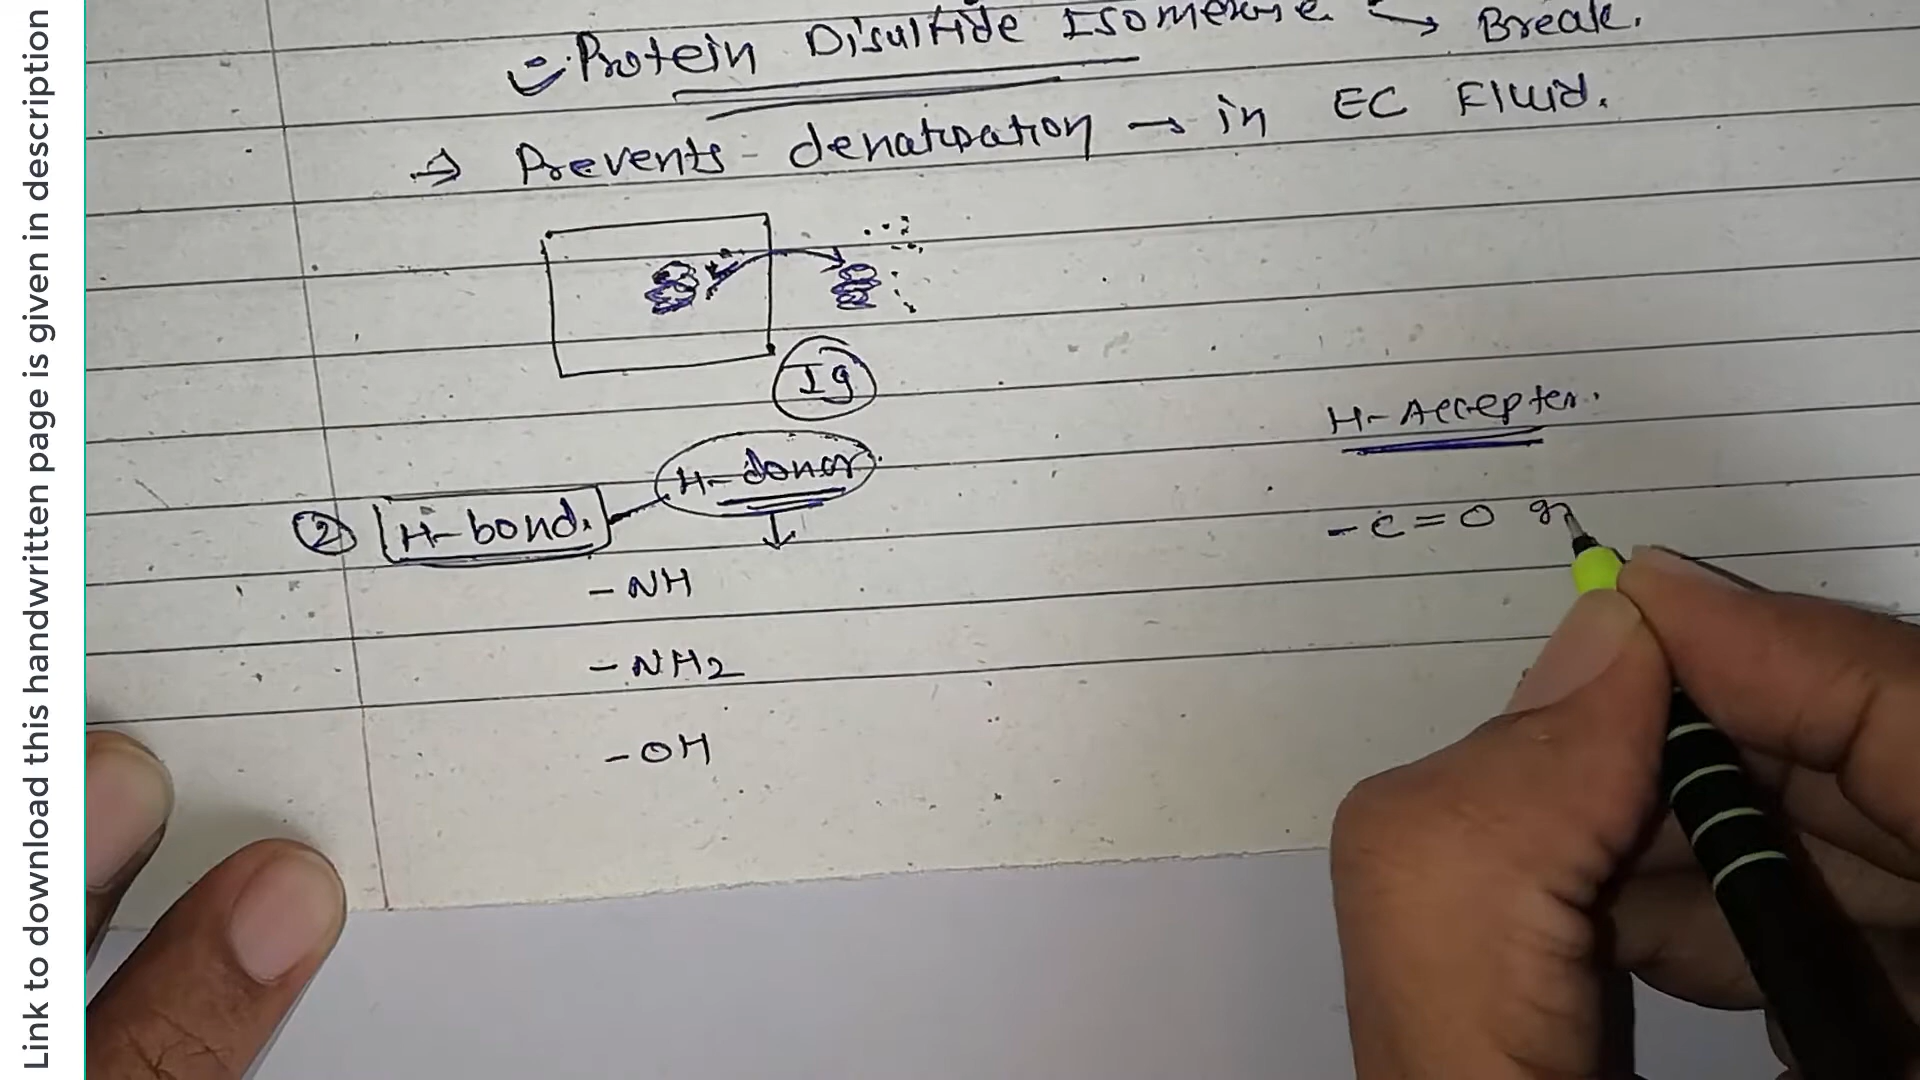 Link to download this handwritten page is given in description
Protein Disulfide Isomerase. → Break.
→ Prevents - denaturation → in EC Fluid.
Ig
H-Accepter.
H-donor.
② H-bond.
- C = O
- NH
- NH2
- OH